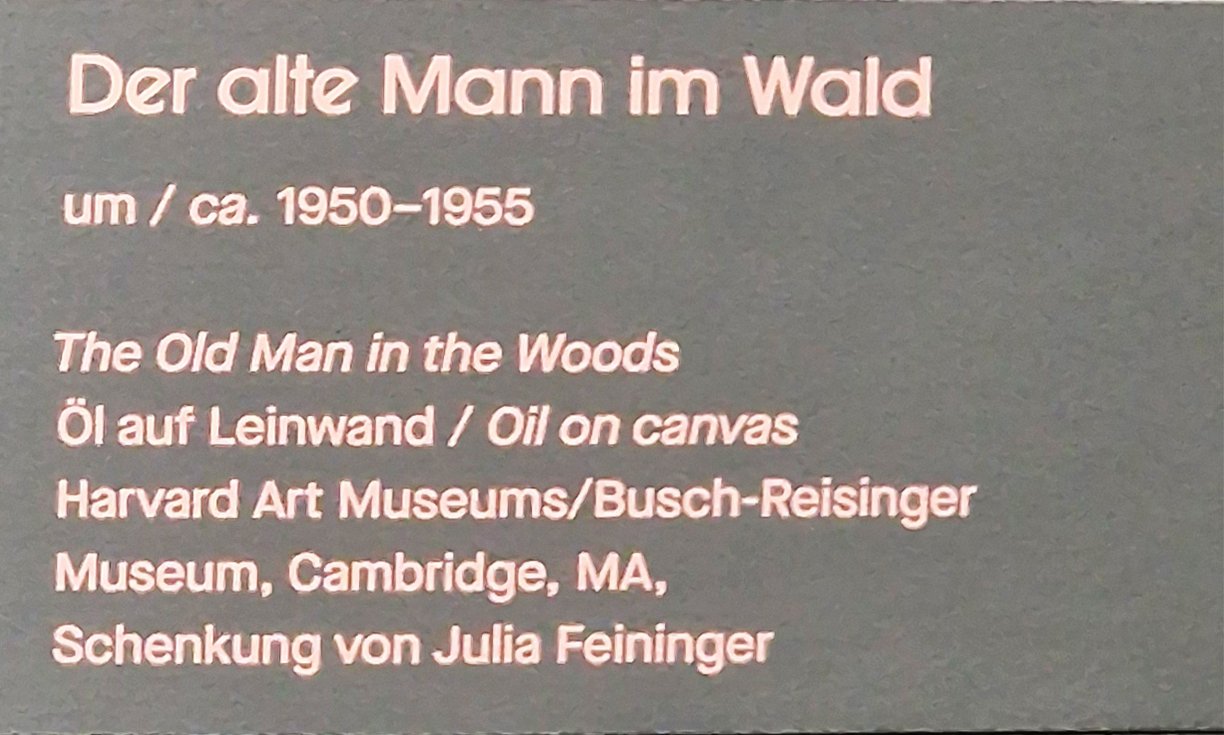 Der alte Mann im Wald
um / ca. 1950–1955
The Old Man in the Woods
Öl auf Leinwand / Oil on canvas
Harvard Art Museums/Busch-Reisinger
Museum, Cambridge, MA,
Schenkung von Julia Feininger